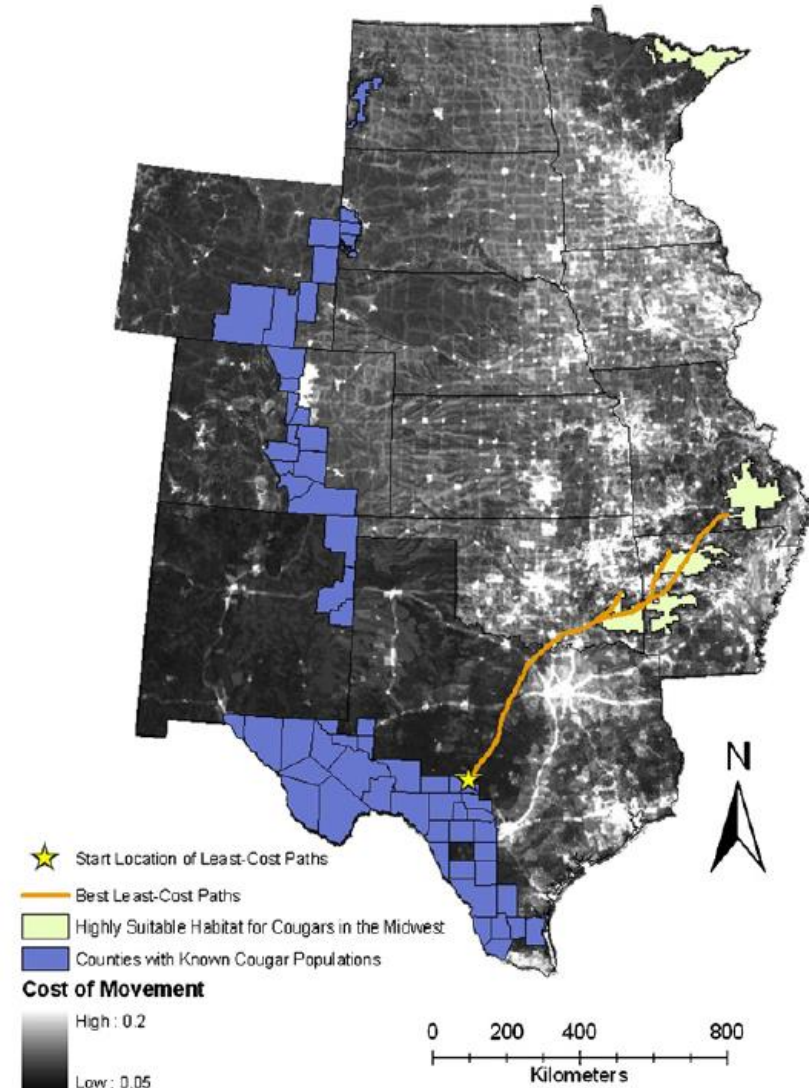 N
Start Location of Least-Cost Paths
Best Least-Cost Paths
Highly Suitable Habitat for Cougars in the Midwest
Counties with Known Cougar Populations
Cost of Movement
High : 0.2
Low : 0.05
0 200 400 800
Kilometers